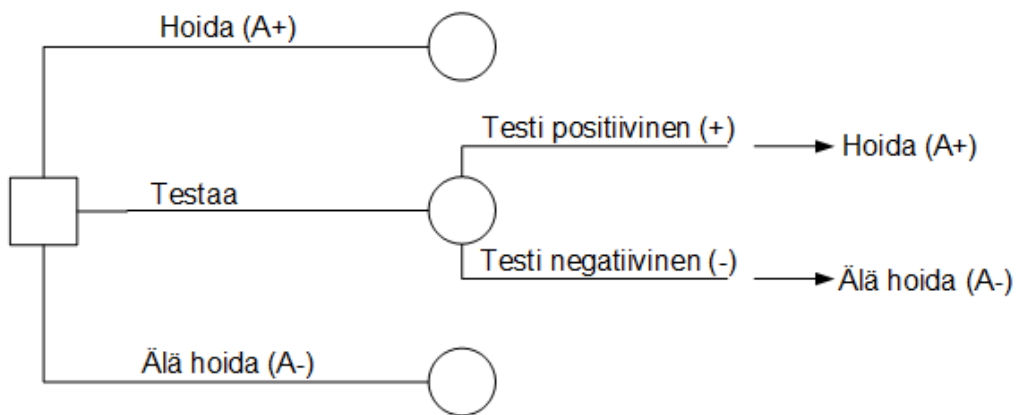 Hoida (A+)
Testi positiivinen (+)
Hoida (A+)
Testaa
Testi negatiivinen (-)
Älä hoida (A-)
Älä hoida (A-)